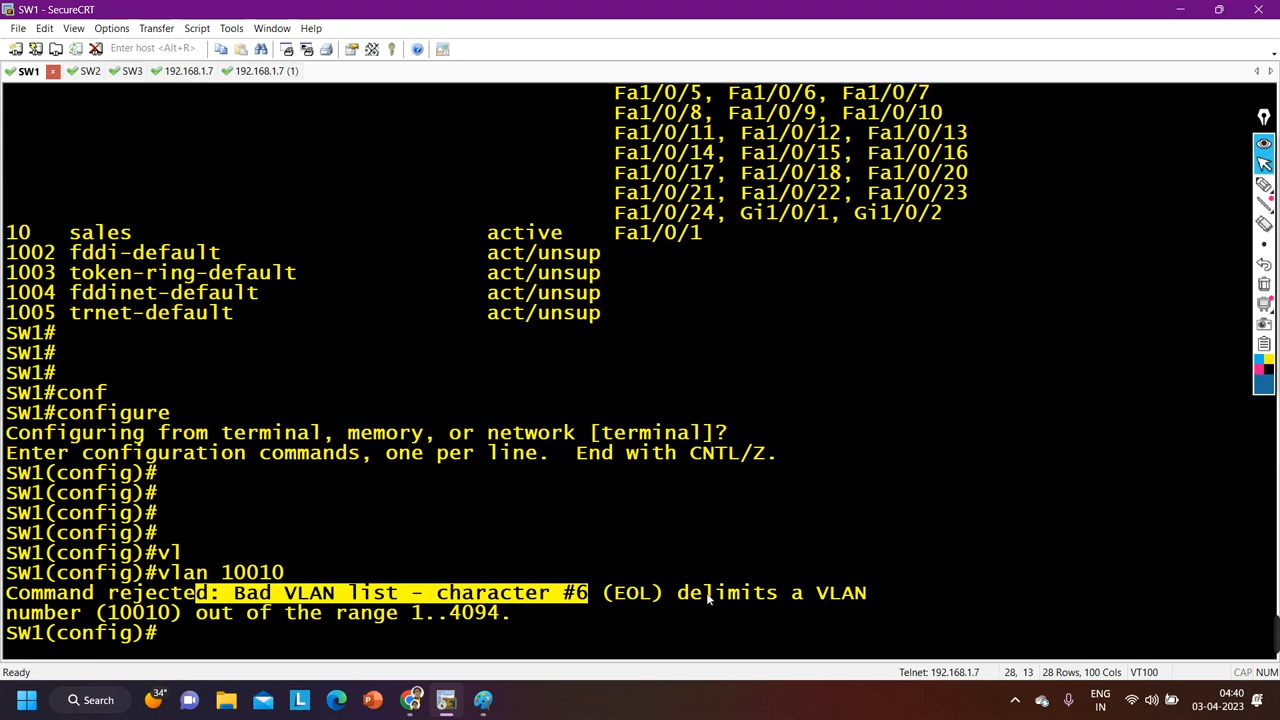 SW1 - SecureCRT
File Edit View Options Transfer Script Tools Window Help
Enter host <Alt+R>
SW1 x SW2 SW3 192.168.1.7 192.168.1.7 (1)
Fa1/0/5, Fa1/0/6, Fa1/0/7
Fa1/0/8, Fa1/0/9, Fa1/0/10
Fa1/0/11, Fa1/0/12, Fa1/0/13
Fa1/0/14, Fa1/0/15, Fa1/0/16
Fa1/0/17, Fa1/0/18, Fa1/0/20
Fa1/0/21, Fa1/0/22, Fa1/0/23
Fa1/0/24, Gi1/0/1, Gi1/0/2
10 sales active Fa1/0/1
1002 fddi-default act/unsup
1003 token-ring-default act/unsup
1004 fddinet-default act/unsup
1005 trnet-default act/unsup
SW1#
SW1#
SW1#
SW1#conf
SW1#configure
Configuring from terminal, memory, or network [terminal]?
Enter configuration commands, one per line. End with CNTL/Z.
SW1(config)#
SW1(config)#
SW1(config)#
SW1(config)#
SW1(config)#vl
SW1(config)#vlan 10010
Command rejected: Bad VLAN list - character #6 (EOL) delimits a VLAN
number (10010) out of the range 1..4094.
SW1(config)#
Ready Telnet: 192.168.1.7 28, 13 28 Rows, 100 Cols VT100 CAP NUM
34° Search L ENG 04:40
IN 03-04-2023